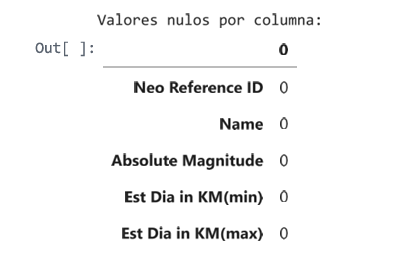 Valores nulos por columna:
Out[ ]: 0
Neo Reference ID 0
Name 0
Absolute Magnitude 0
Est Dia in KM(min) 0
Est Dia in KM(max) 0